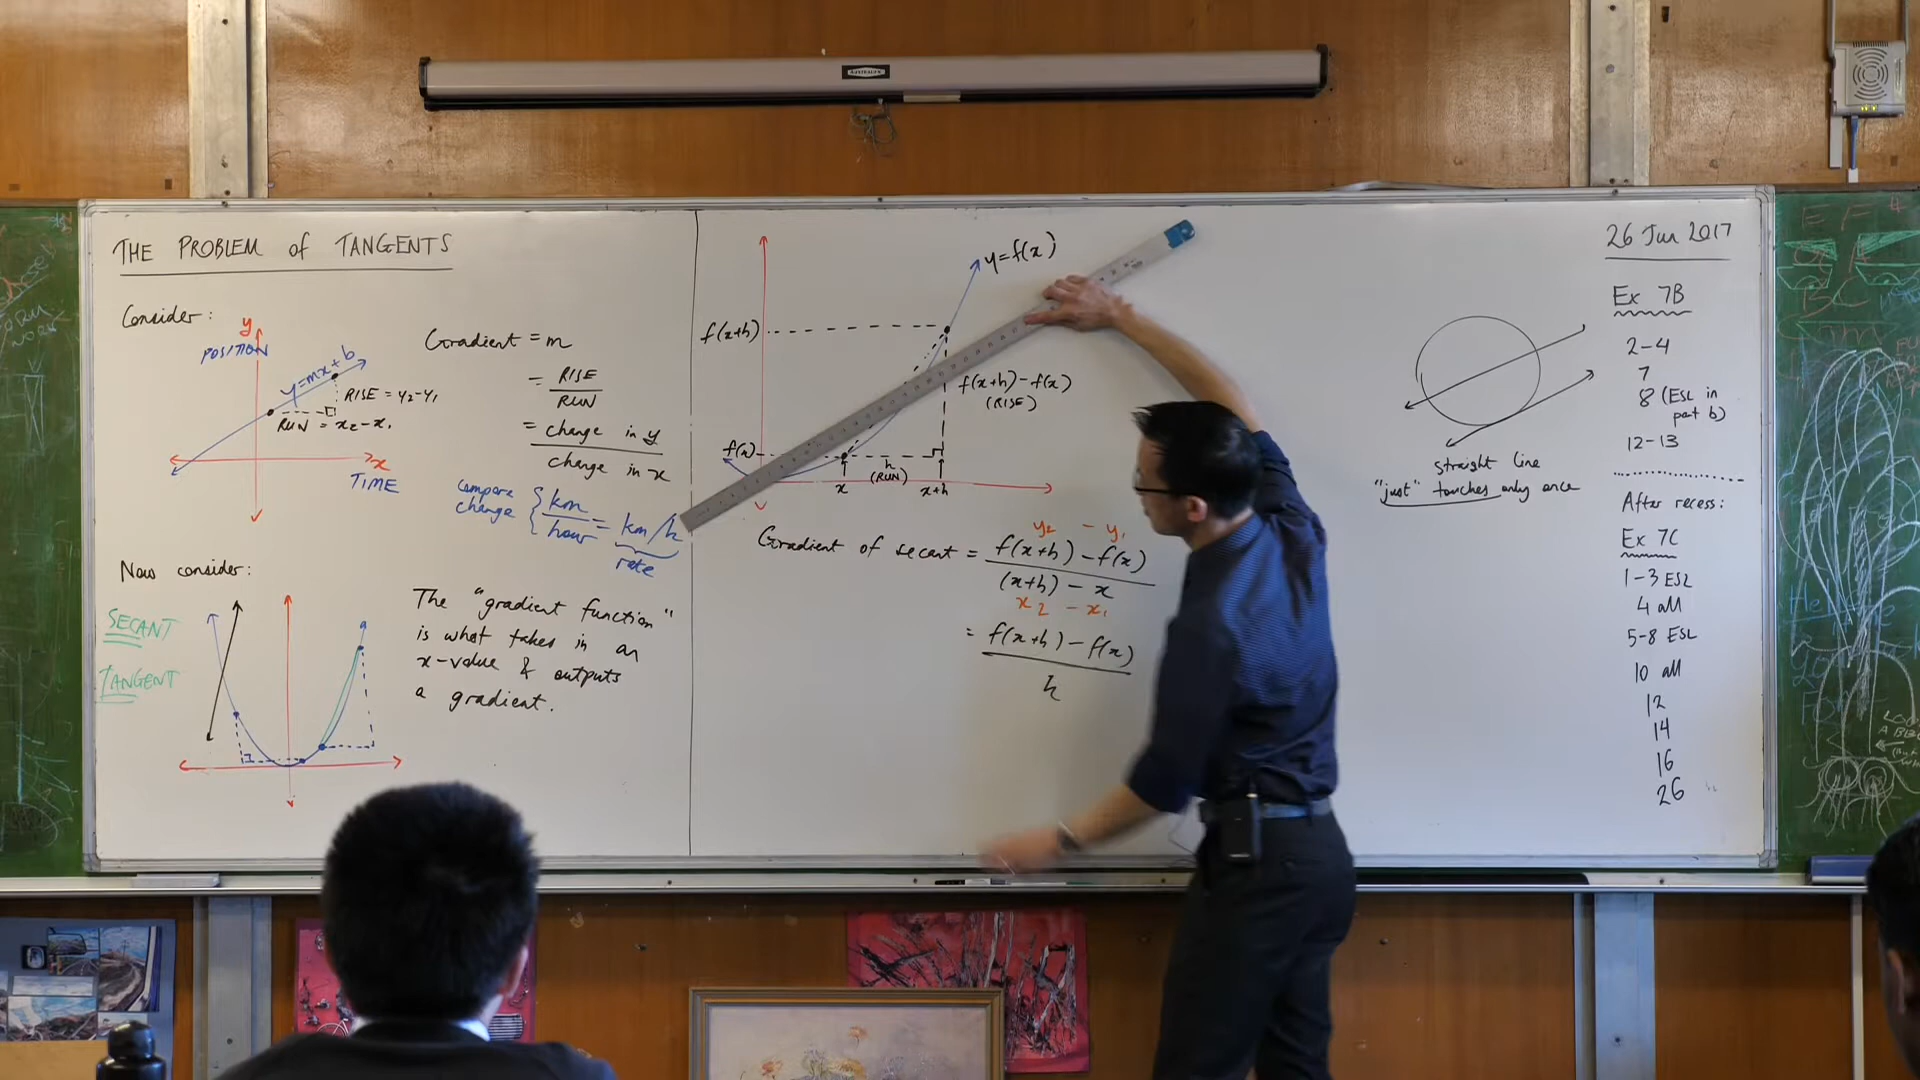 THE PROBLEM of TANGENTS
Consider:
y
POSITION
y=mx+b
RISE = y₂-y₁
RUN = x₂-x₁
x
TIME
Gradient = m
= RISE
RUN
= change in y
change in x
compare
change
km
hour
= km/h
rate
Now consider:
SECANT
TANGENT
The "gradient function"
is what takes in an
x-value & outputs
a gradient.
y=f(x)
f(x+h)
f(x+h)-f(x)
(RISE)
f(x)
h
(RUN)
x
x+h
y₂ - y₁
Gradient of secant = f(x+h)-f(x)
(x+h) - x
x₂ - x₁
= f(x+h)-f(x)
h
straight line
"just" touches only once
26 Jun 2017
Ex 7B
2-4
7
8 (ESL in
part b)
12-13
After recess:
Ex 7C
1-3 ESL
4 all
5-8 ESL
10 all
12
14
16
26